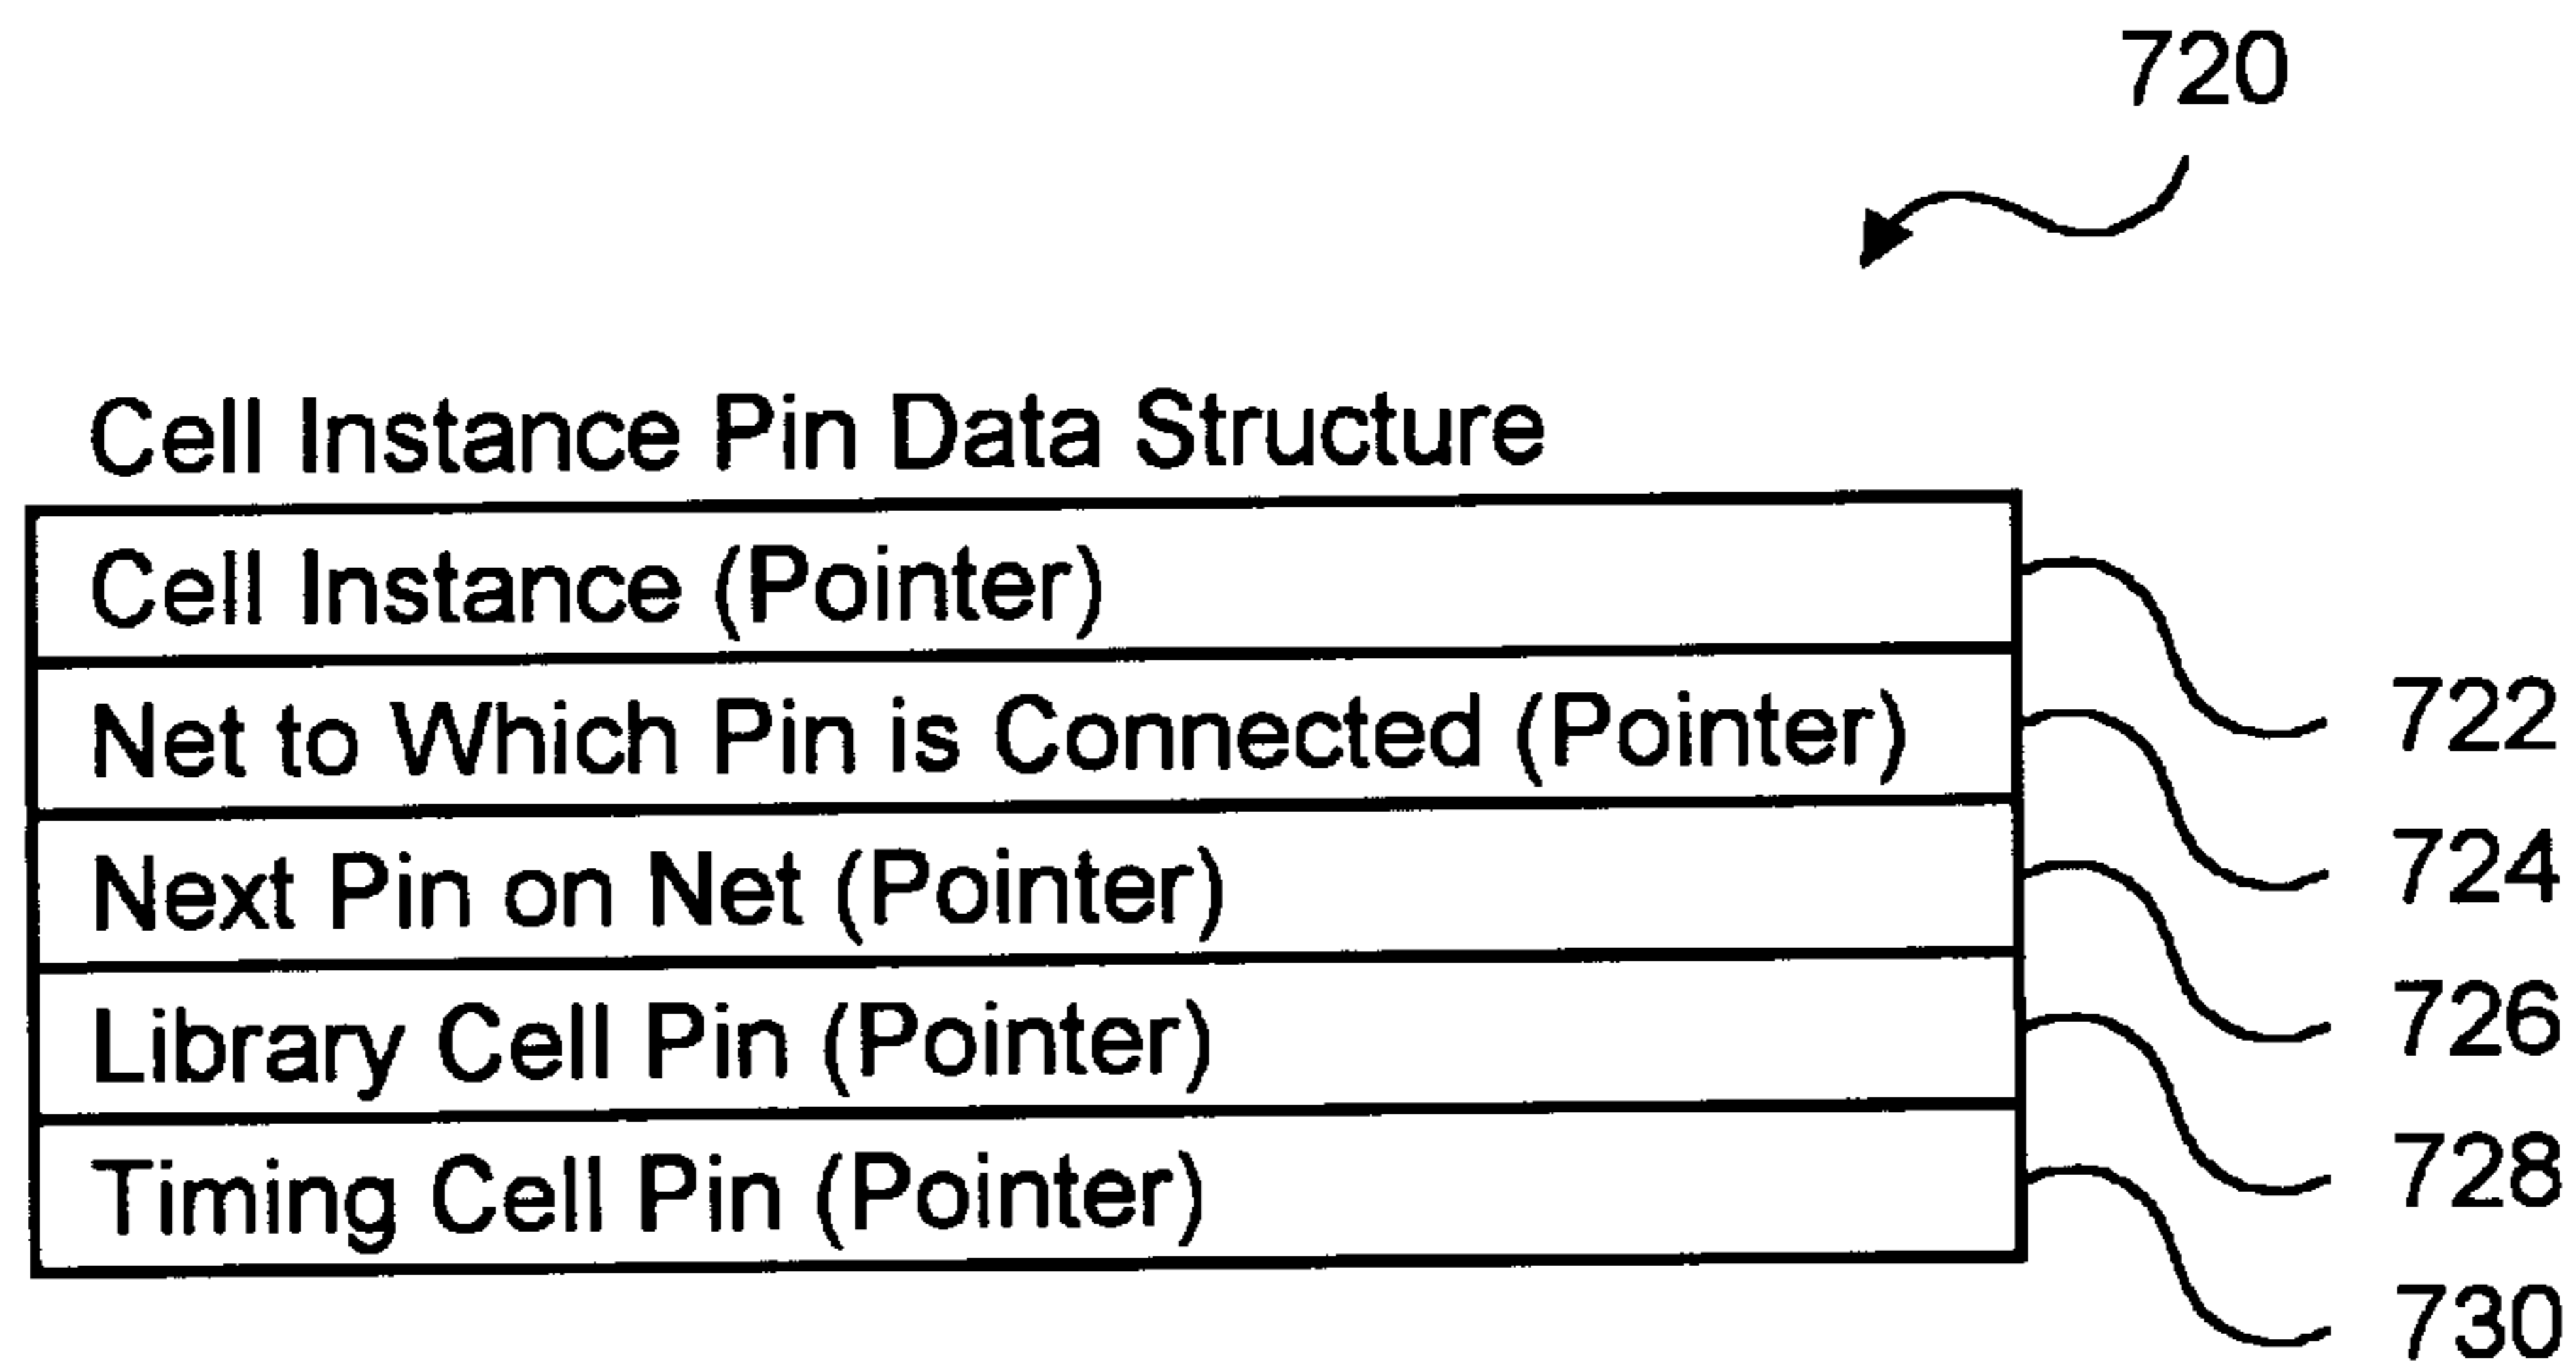 720
Cell Instance Pin Data Structure
Cell Instance (Pointer)
722
Net to Which Pin is Connected (Pointer)
724
Next Pin on Net (Pointer)
726
Library Cell Pin (Pointer)
728
Timing Cell Pin (Pointer)
730